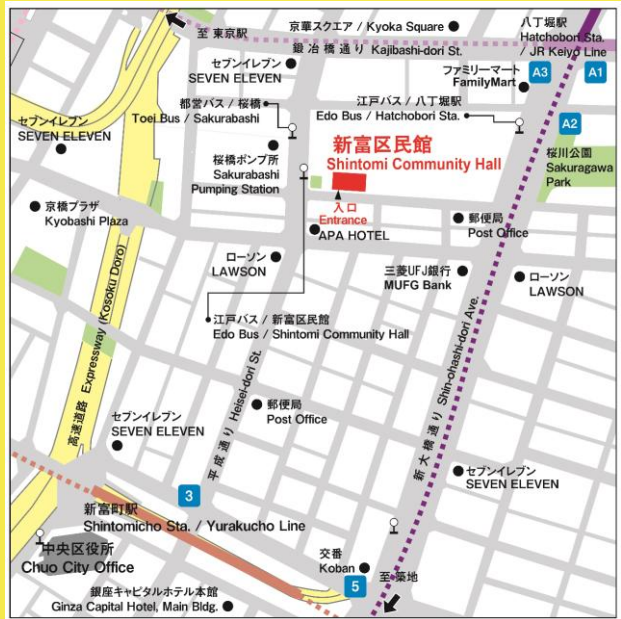 至 東京駅
京華スクエア / Kyoka Square
鍛冶橋通り Kajibashi-dori St.
八丁堀駅
Hatchobori Sta.
/ JR Keiyo Line
セブンイレブン
SEVEN ELEVEN
ファミリーマート
FamilyMart
A3
A1
都営バス / 桜橋
Toei Bus / Sakurabashi
江戸バス / 八丁堀駅
Edo Bus / Hatchobori Sta.
A2
セブンイレブン
SEVEN ELEVEN
桜橋ポンプ所
Sakurabashi
Pumping Station
新富区民館
Shintomi Community Hall
桜川公園
Sakuragawa
Park
入口
Entrance
京橋プラザ
Kyobashi Plaza
APA HOTEL
郵便局
Post Office
ローソン
LAWSON
三菱UFJ銀行
MUFG Bank
ローソン
LAWSON
江戸バス / 新富区民館
Edo Bus / Shintomi Community Hall
高速道路 Expressway (Kosoku Doro)
平成通り Heisei-dori St.
新大橋通り Shin-ohashi-dori Ave.
セブンイレブン
SEVEN ELEVEN
郵便局
Post Office
セブンイレブン
SEVEN ELEVEN
3
新富町駅
Shintomicho Sta. / Yurakucho Line
中央区役所
Chuo City Office
交番
Koban
5
至 築地
銀座キャピタルホテル本館
Ginza Capital Hotel, Main Bldg.